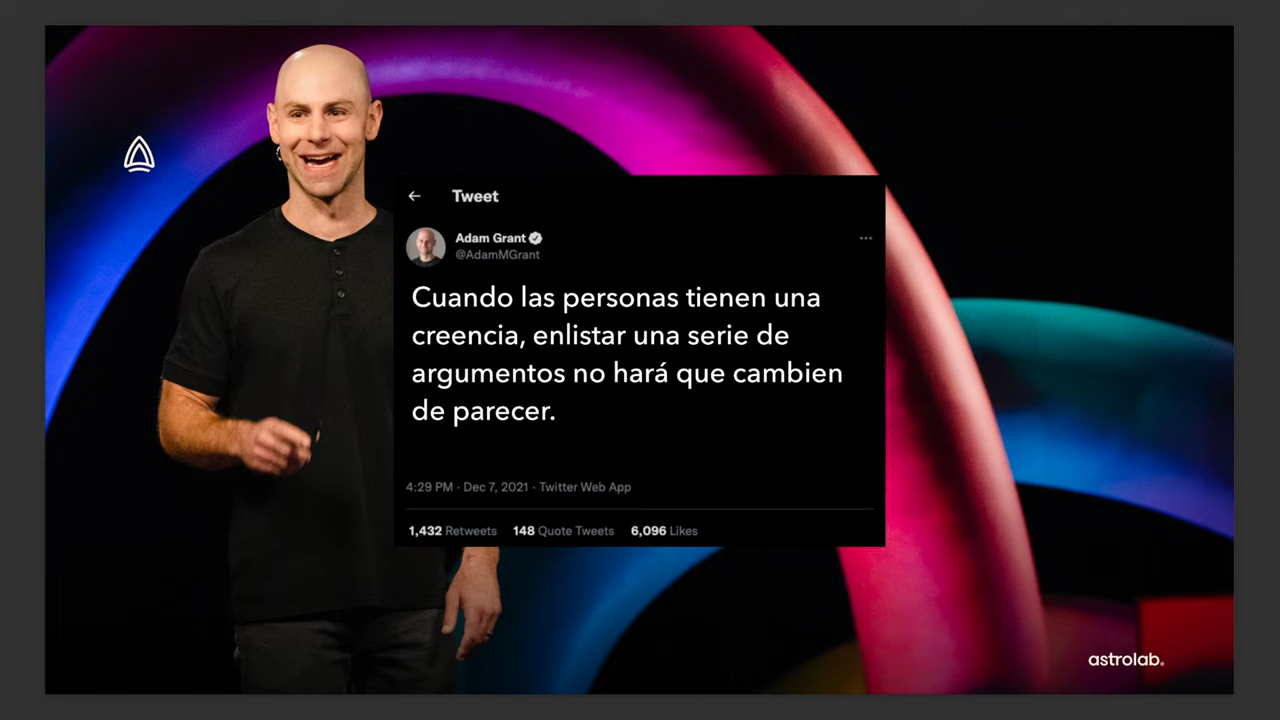 Tweet
Adam Grant
@AdamMGrant
Cuando las personas tienen una
creencia, enlistar una serie de
argumentos no hará que cambien
de parecer.
4:29 PM · Dec 7, 2021 · Twitter Web App
1,432 Retweets 148 Quote Tweets 6,096 Likes
astrolab.